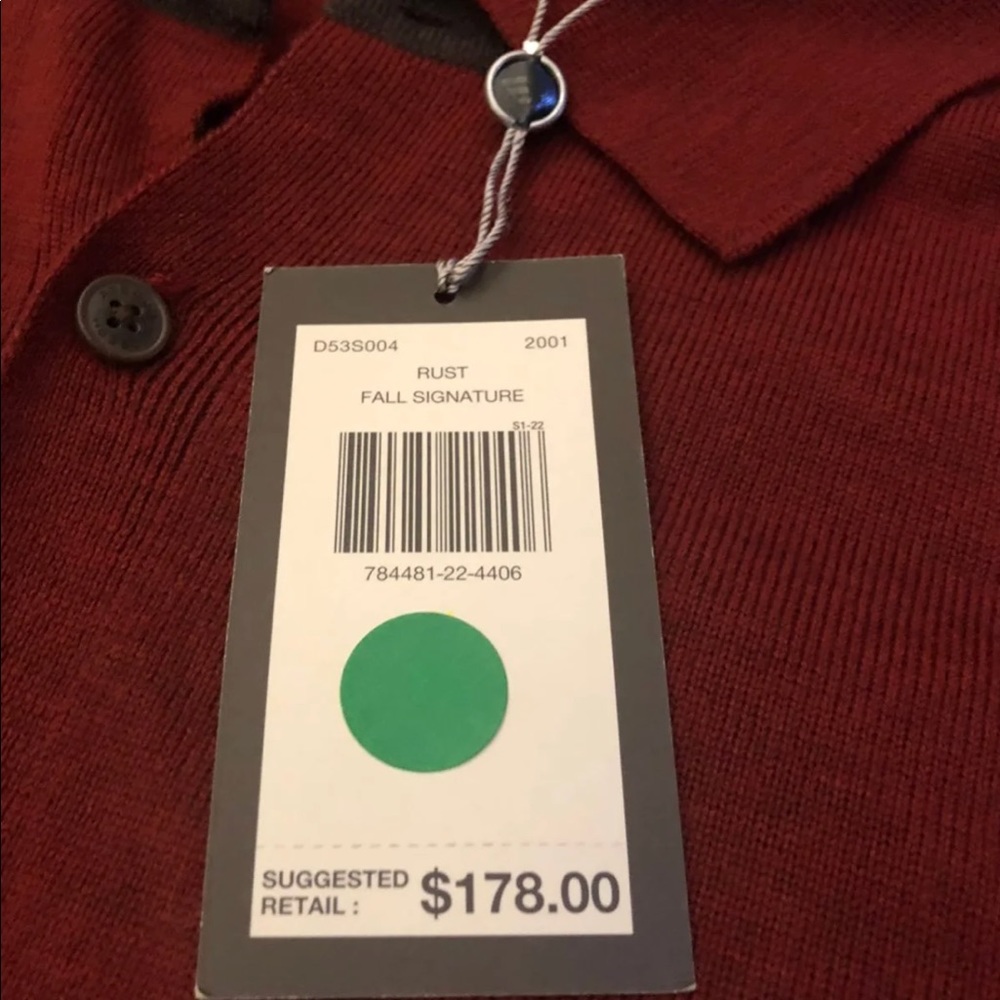 D53S004 2001
RUST
FALL SIGNATURE
S1-22
784481-22-4406
SUGGESTED
RETAIL : $178.00